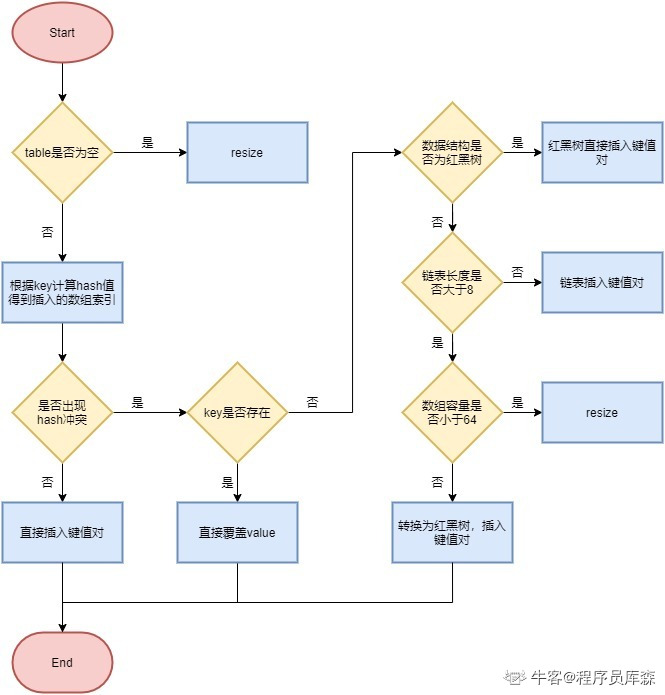 Start
table是否为空
是
resize
否
根据key计算hash值
得到插入的数组索引
是否出现
hash冲突
是
key是否存在
否
否
是
直接插入键值对
直接覆盖value
数据结构是
否为红黑树
是
红黑树直接插入键值
对
否
链表长度是
否大于8
否
链表插入键值对
是
数组容量是
否小于64
是
resize
否
转换为红黑树，插入
键值对
End
牛客@程序员库森